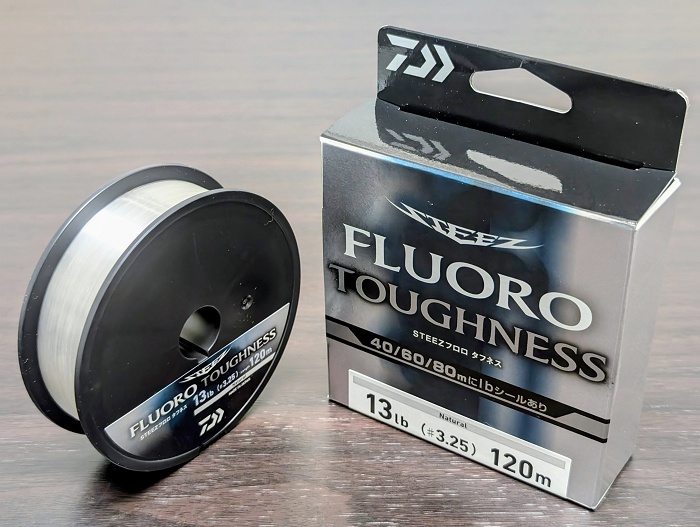 STEEZ
FLUORO
TOUGHNESS
STEEZフロロ タフネス
40/60/80mにlbシールあり
Natural
13lb (#3.25) 120m
STEEZ
FLUORO TOUGHNESS
STEEZフロロ タフネス 13lb (#3.25) 120m